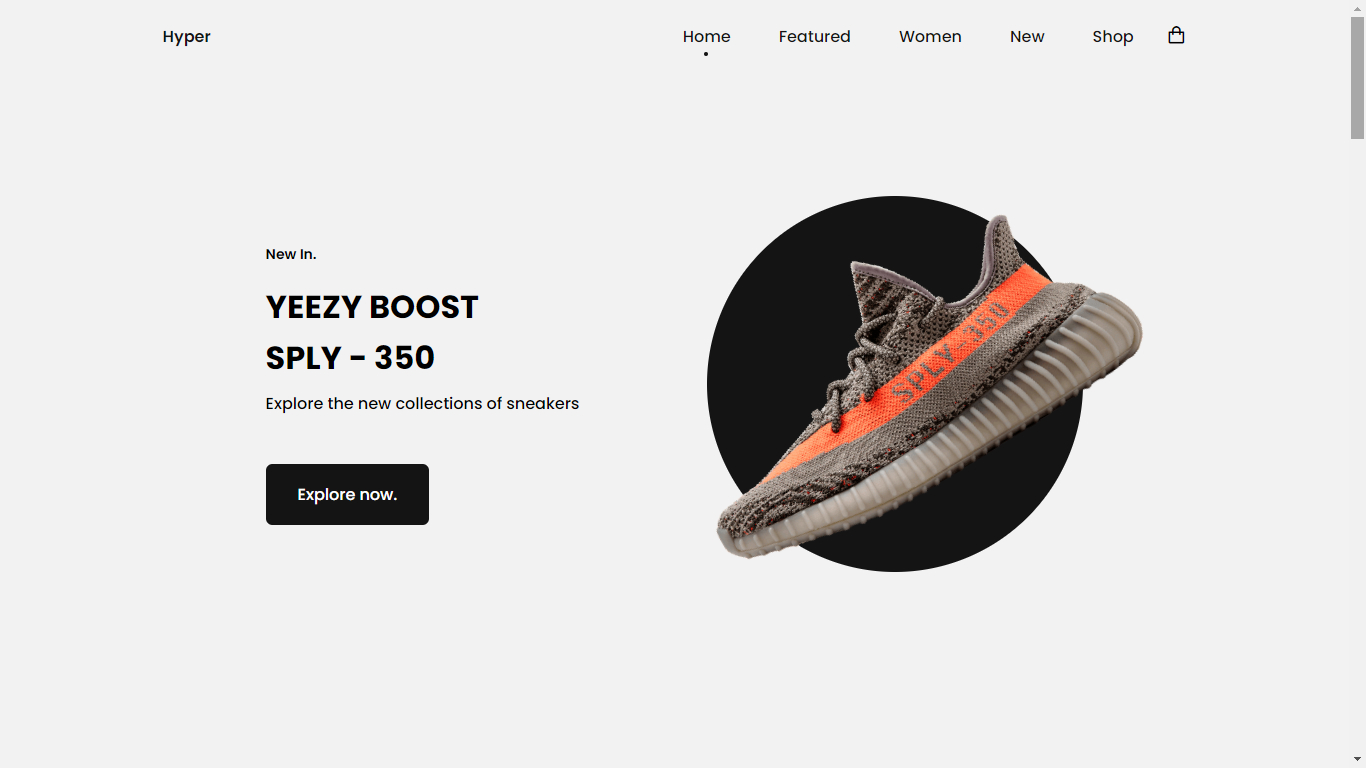 Hyper
Home Featured Women New Shop
New In.
YEEZY BOOST
SPLY - 350
Explore the new collections of sneakers
Explore now.
SPLY-350